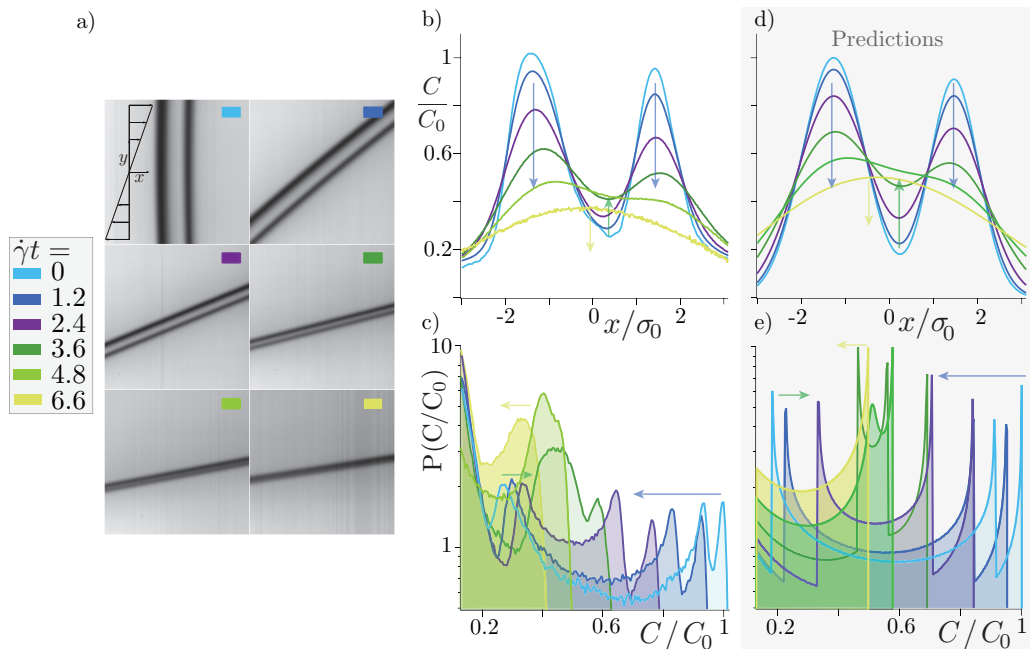 a)
y
x
γ̇t =
0
1.2
2.4
3.6
4.8
6.6
b)
C/C₀
1
0.6
0.2
-2
0
2
x/σ₀
c)
P(C/C₀)
10
1
0.2
0.6
1
C / C₀
d)
Predictions
-2
0
2
x/σ₀
e)
0.2
0.6
1
C / C₀